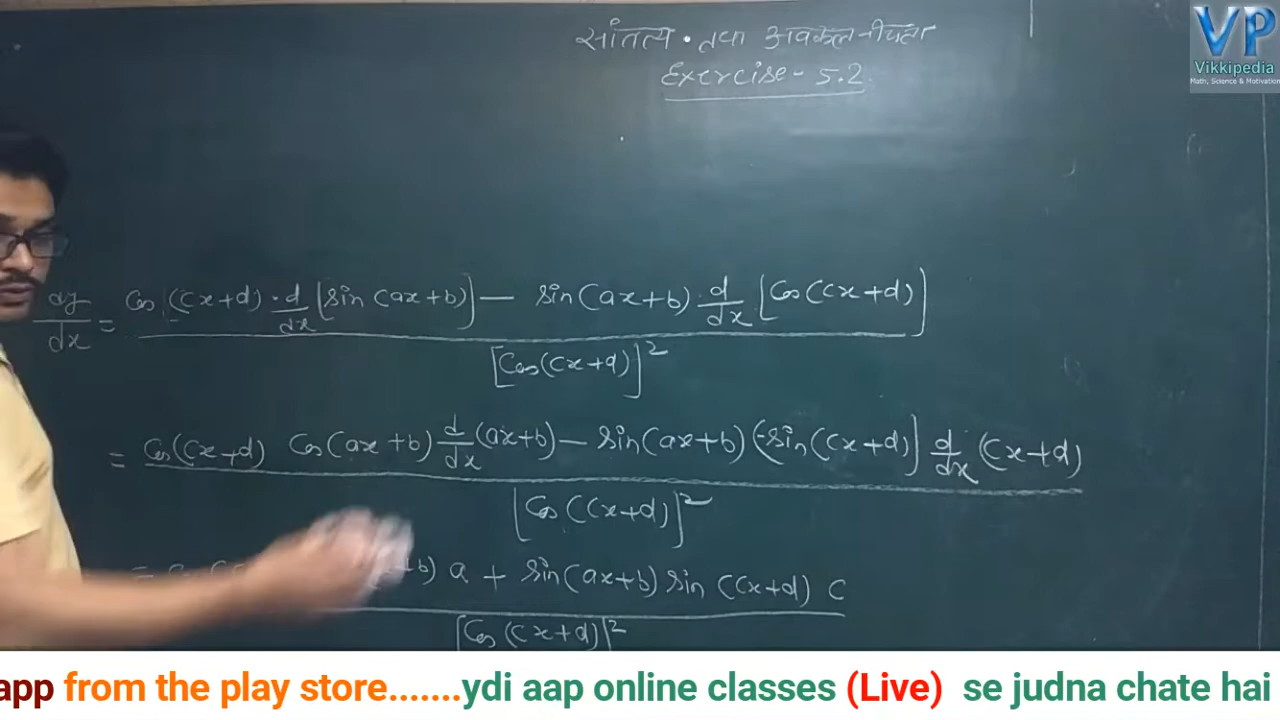 सांतत्य तथा अवकलनीयता
Exercise - 5.2
VP
Vikkipedia
Math, Science & Motivation
dy/dx = Cos (cx+d) · d/dx [sin (ax+b)] — sin(ax+b) · d/dx [Cos (cx+d)]
[Cos(cx+d)]²
= Cos(cx+d) Cos(ax+b) d/dx (ax+b) — sin(ax+b) (-sin(cx+d)] d/dx (cx+d)
[Cos (cx+d)]²
= +b) a + sin(ax+b) sin (cx+d) c
[Cos (cx+d)]²
app from the play store.......ydi aap online classes (Live) se judna chate hai